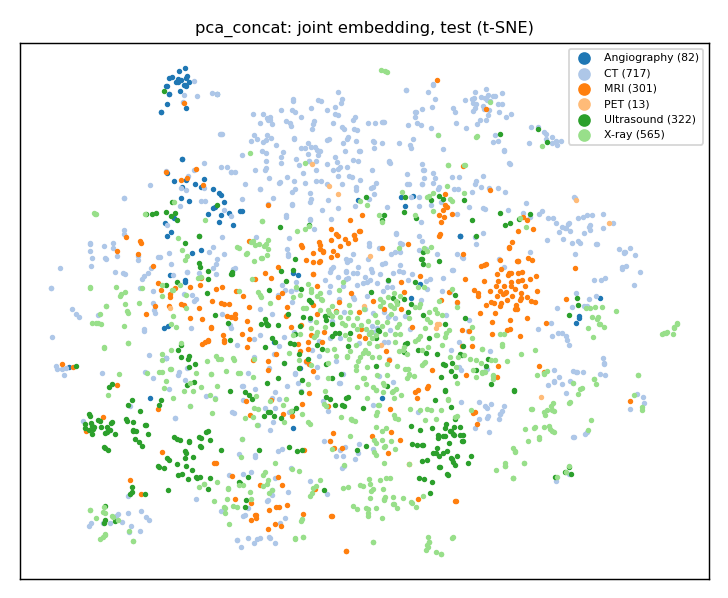 pca_concat: joint embedding, test (t-SNE)
Angiography (82)
CT (717)
MRI (301)
PET (13)
Ultrasound (322)
X-ray (565)